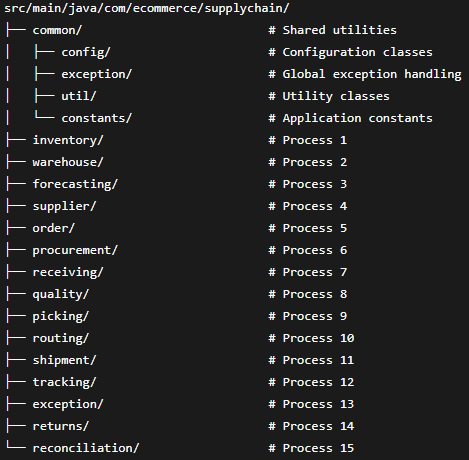 src/main/java/com/ecommerce/supplychain/
├── common/                       # Shared utilities
│   ├── config/                   # Configuration classes
│   ├── exception/                # Global exception handling
│   ├── util/                     # Utility classes
│   └── constants/                # Application constants
├── inventory/                    # Process 1
├── warehouse/                    # Process 2
├── forecasting/                  # Process 3
├── supplier/                     # Process 4
├── order/                        # Process 5
├── procurement/                  # Process 6
├── receiving/                    # Process 7
├── quality/                      # Process 8
├── picking/                      # Process 9
├── routing/                      # Process 10
├── shipment/                     # Process 11
├── tracking/                     # Process 12
├── exception/                    # Process 13
├── returns/                      # Process 14
└── reconciliation/               # Process 15